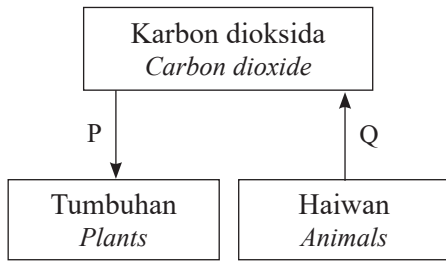 Karbon dioksida
Carbon dioxide
P
Q
Tumbuhan
Plants
Haiwan
Animals